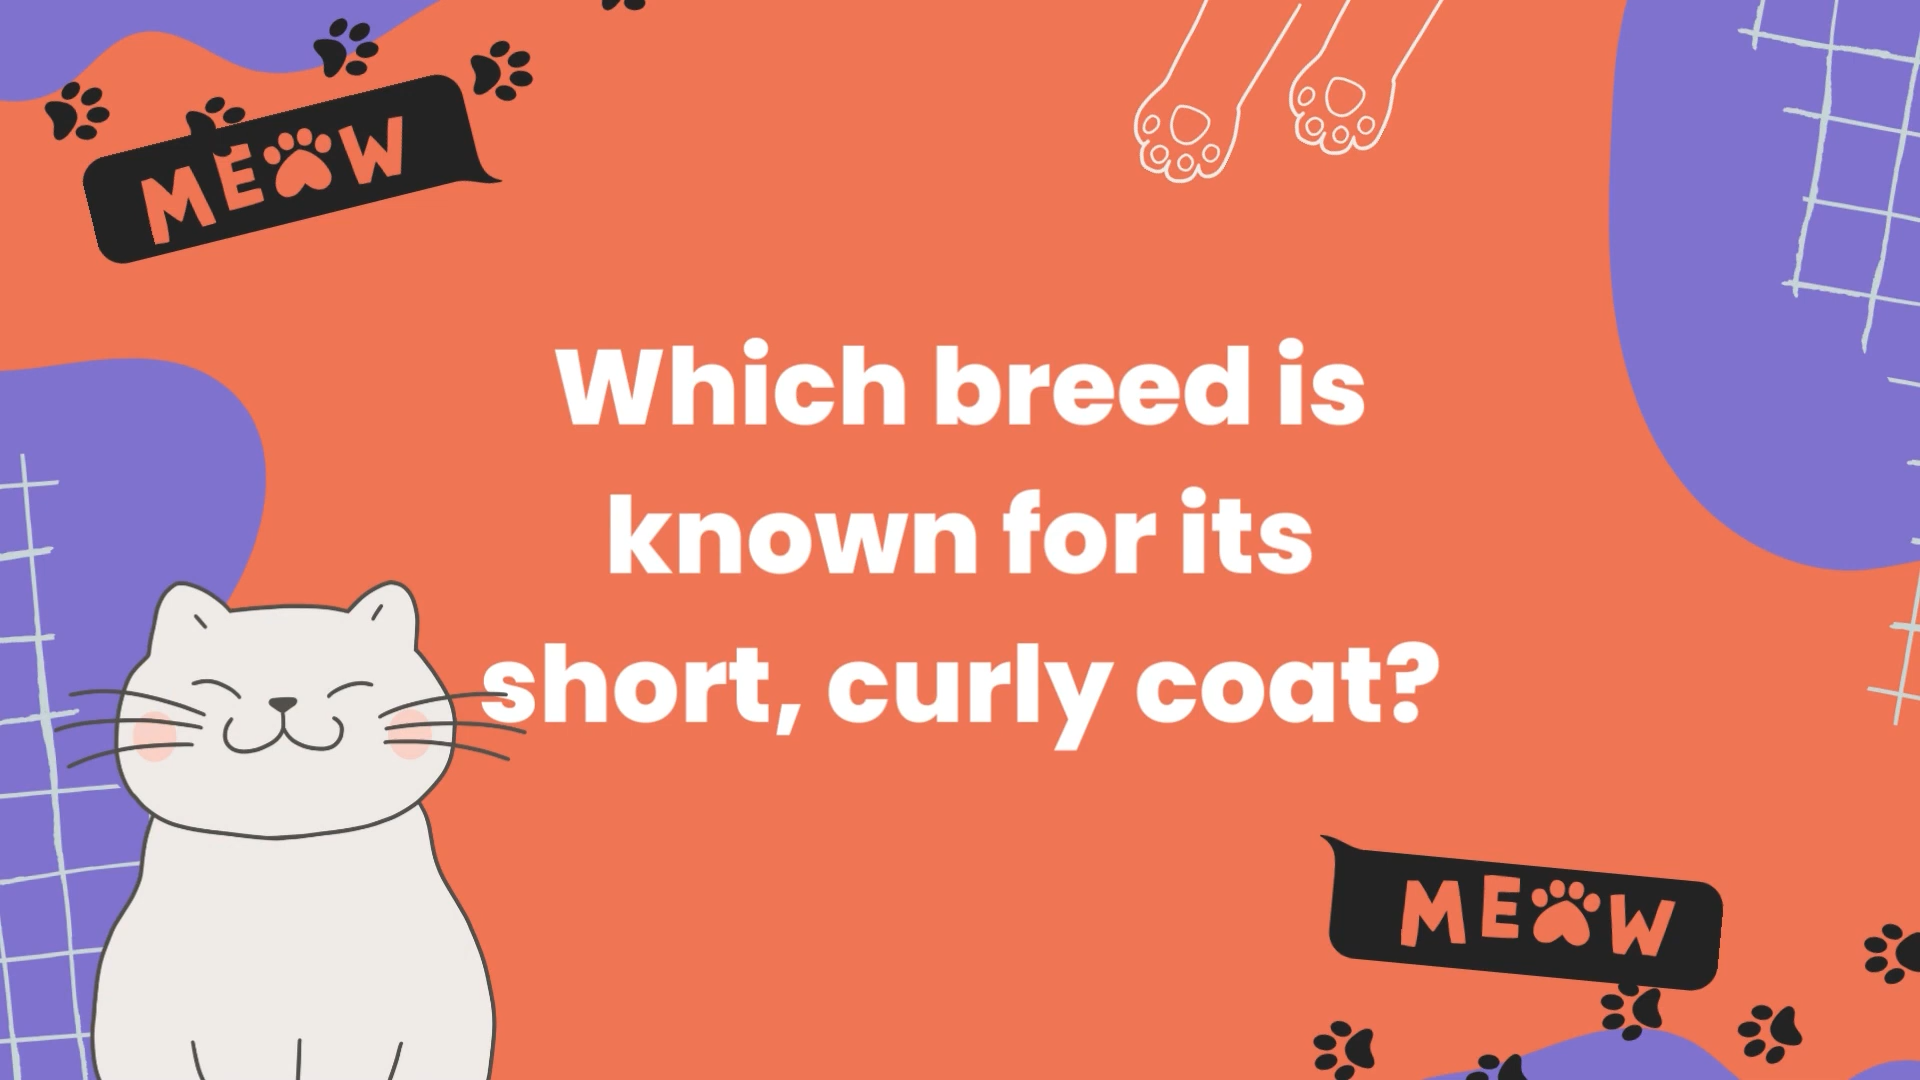 MEOW
Which breed is
known for its
short, curly coat?
MEOW